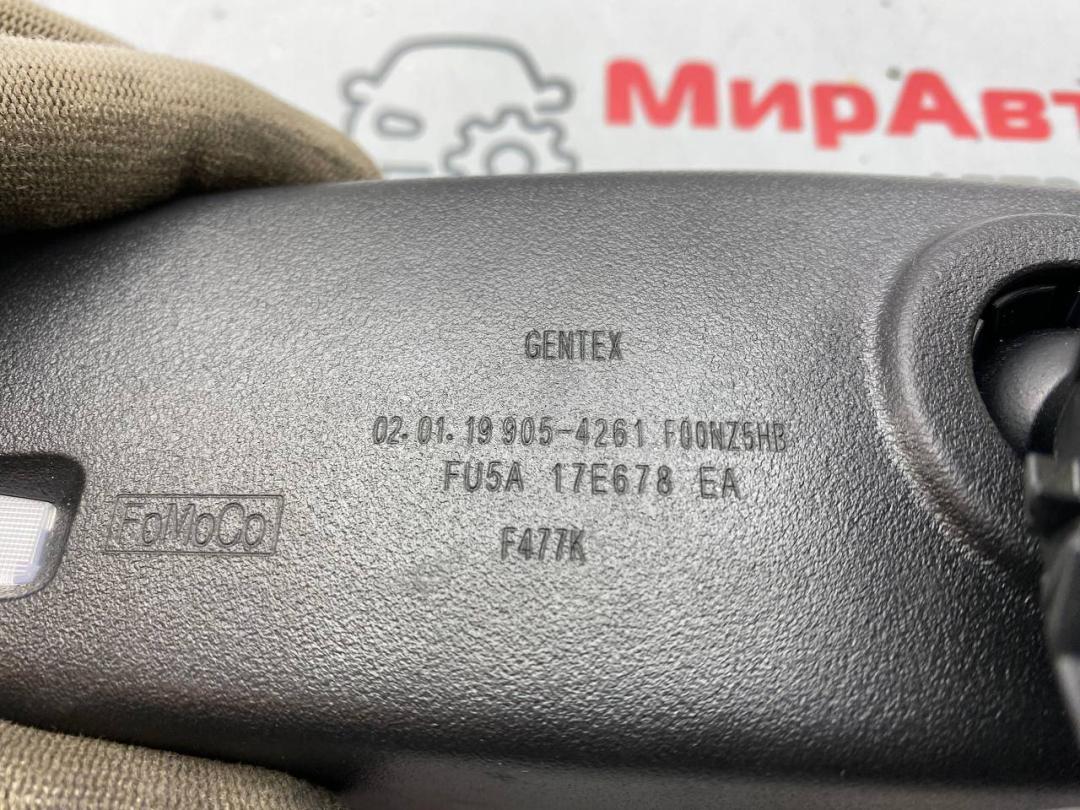 МирАвт
GENTEX
02.01.19 905-4261 F00NZ5HB
FU5A 17E678 EA
FoMoCo
F477K